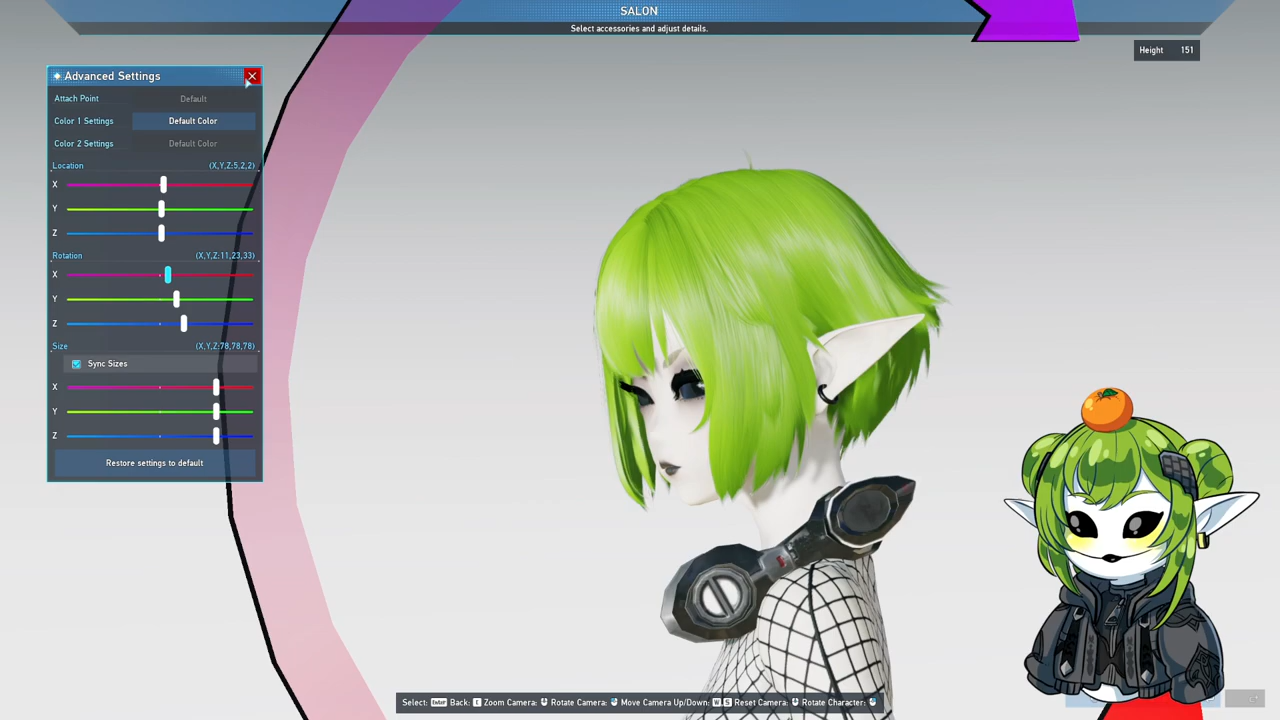 SALON
Select accessories and adjust details.
Height 151
Advanced Settings
Attach Point Default
Color 1 Settings Default Color
Color 2 Settings Default Color
Location (X,Y,Z:5,2,2)
X
Y
Z
Rotation (X,Y,Z:11,23,33)
X
Y
Z
Size (X,Y,Z:78,78,78)
Sync Sizes
X
Y
Z
Restore settings to default
Select: Enter Back: Zoom Camera: Rotate Camera: Move Camera Up/Down: W, S Reset Camera: Rotate Character: